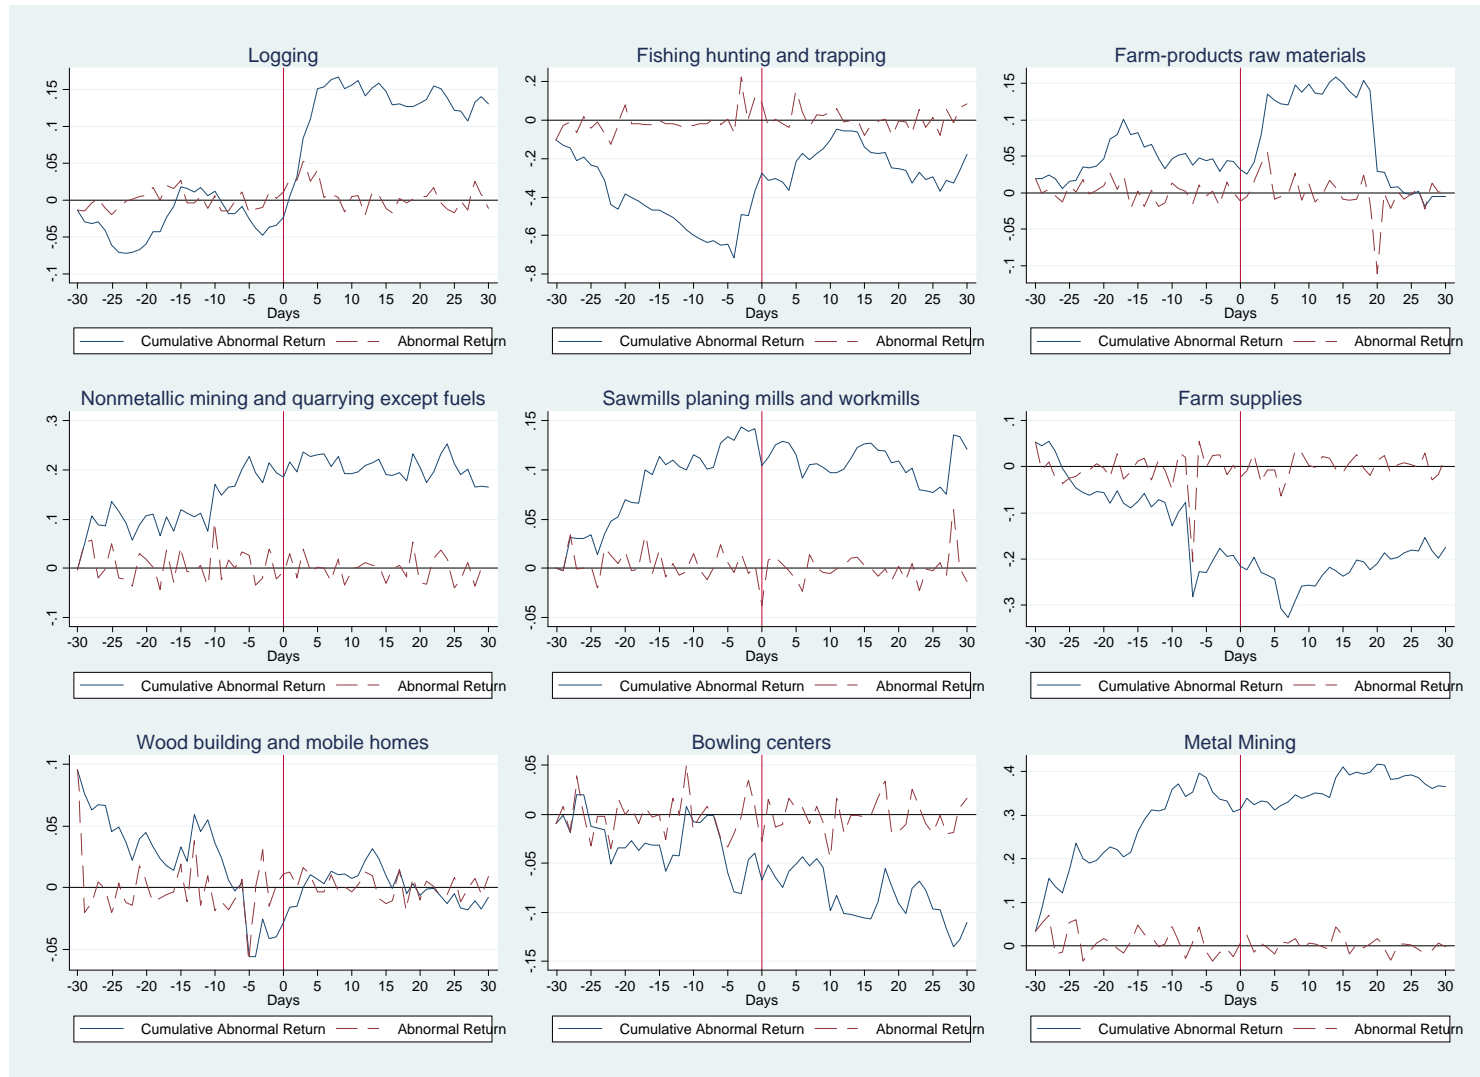 Logging
.15
.1
.05
0
-.05
-.1
-30 -25 -20 -15 -10 -5 0 5 10 15 20 25 30
Days
Cumulative Abnormal Return Abnormal Return
Fishing hunting and trapping
.2
0
-.2
-.4
-.6
-.8
-30 -25 -20 -15 -10 -5 0 5 10 15 20 25 30
Days
Cumulative Abnormal Return Abnormal Return
Farm-products raw materials
.15
.1
.05
0
-.05
-.1
-30 -25 -20 -15 -10 -5 0 5 10 15 20 25 30
Days
Cumulative Abnormal Return Abnormal Return
Nonmetallic mining and quarrying except fuels
.3
.2
.1
0
-.1
-30 -25 -20 -15 -10 -5 0 5 10 15 20 25 30
Days
Cumulative Abnormal Return Abnormal Return
Sawmills planing mills and workmills
.15
.1
.05
0
-.05
-30 -25 -20 -15 -10 -5 0 5 10 15 20 25 30
Days
Cumulative Abnormal Return Abnormal Return
Farm supplies
.1
0
-.1
-.2
-.3
-30 -25 -20 -15 -10 -5 0 5 10 15 20 25 30
Days
Cumulative Abnormal Return Abnormal Return
Wood building and mobile homes
.1
.05
0
-.05
-30 -25 -20 -15 -10 -5 0 5 10 15 20 25 30
Days
Cumulative Abnormal Return Abnormal Return
Bowling centers
.05
0
-.05
-.1
-.15
-30 -25 -20 -15 -10 -5 0 5 10 15 20 25 30
Days
Cumulative Abnormal Return Abnormal Return
Metal Mining
.4
.3
.2
.1
0
-30 -25 -20 -15 -10 -5 0 5 10 15 20 25 30
Days
Cumulative Abnormal Return Abnormal Return